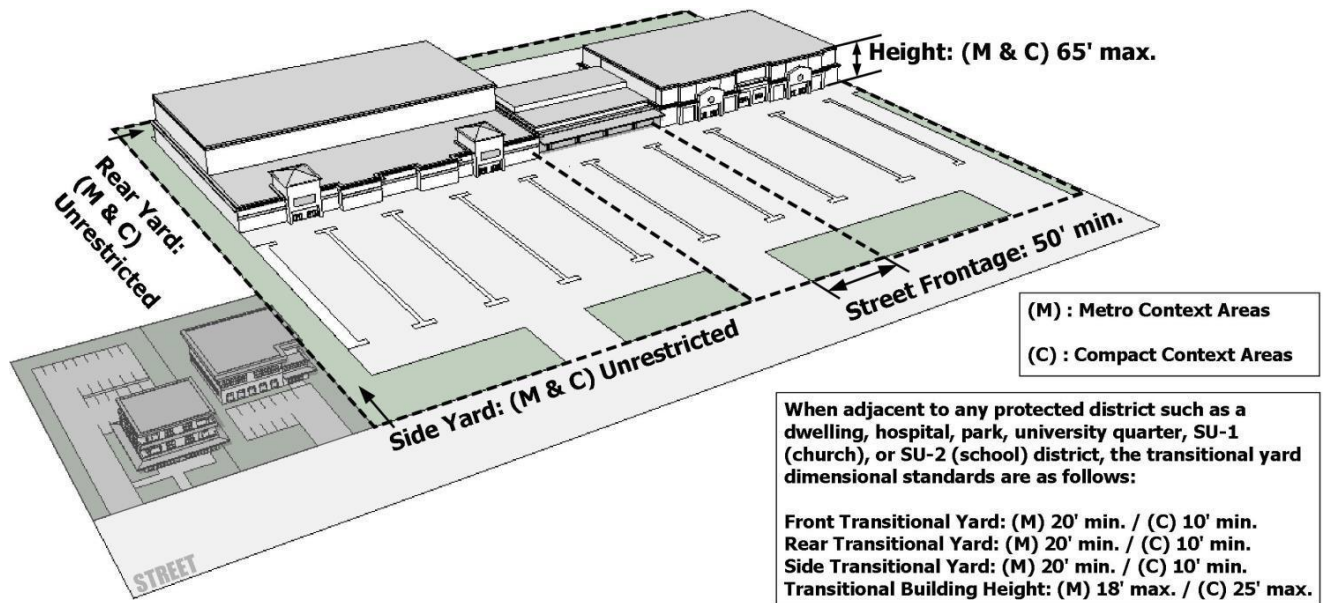 Height: (M & C) 65' max.
Rear Yard:
(M & C)
Unrestricted
Street Frontage: 50' min.
Side Yard: (M & C) Unrestricted
(M) : Metro Context Areas
(C) : Compact Context Areas
When adjacent to any protected district such as a
dwelling, hospital, park, university quarter, SU-1
(church), or SU-2 (school) district, the transitional yard
dimensional standards are as follows:
Front Transitional Yard: (M) 20' min. / (C) 10' min.
Rear Transitional Yard: (M) 20' min. / (C) 10' min.
Side Transitional Yard: (M) 20' min. / (C) 10' min.
Transitional Building Height: (M) 18' max. / (C) 25' max.
STREET